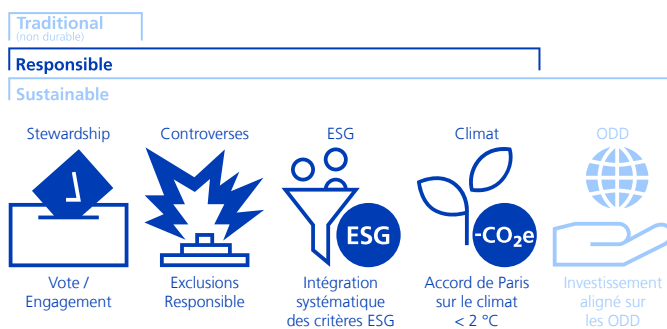 Traditional
(non durable)
Responsible
Sustainable
Stewardship
Controverses
ESG
Climat
ODD
ESG
-CO₂e
Vote /
Engagement
Exclusions
Responsible
Intégration
systématique
des critères ESG
Accord de Paris
sur le climat
< 2 °C
Investissement
aligné sur
les ODD